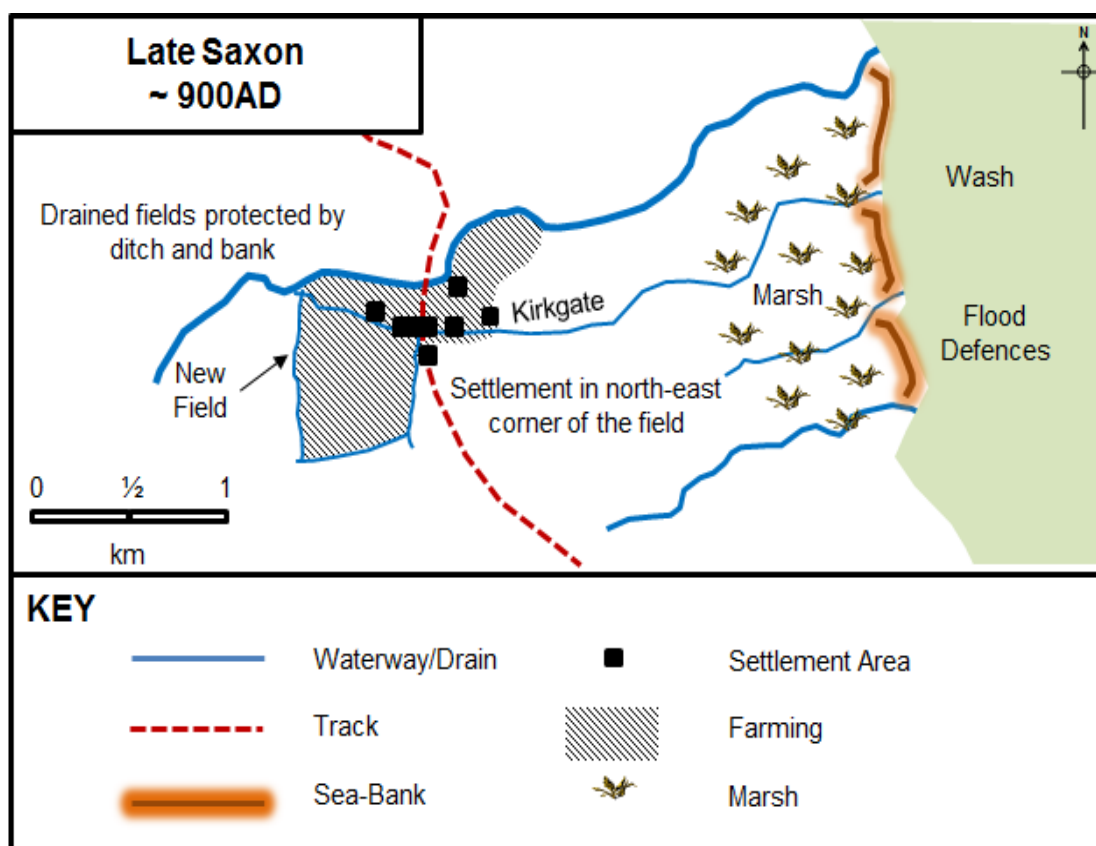 Late Saxon
~ 900AD
N
Wash
Drained fields protected by
ditch and bank
Kirkgate
Marsh
Flood
Defences
New
Field
Settlement in north-east
corner of the field
0 ½ 1
km
KEY
Waterway/Drain
Settlement Area
Track
Farming
Sea-Bank
Marsh